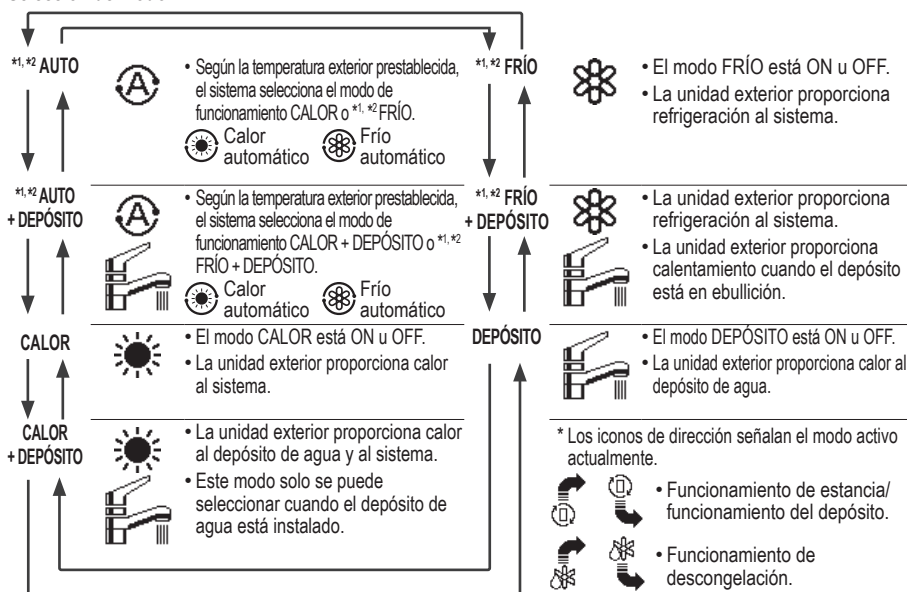 *1, *2 AUTO
• Según la temperatura exterior prestablecida,
el sistema selecciona el modo de
funcionamiento CALOR o *1, *2 FRÍO.
Calor
automático
Frío
automático
*1, *2 AUTO
+ DEPÓSITO
• Según la temperatura exterior prestablecida,
el sistema selecciona el modo de
funcionamiento CALOR + DEPÓSITO o *1, *2
FRÍO + DEPÓSITO.
Calor
automático
Frío
automático
CALOR
• El modo CALOR está ON u OFF.
• La unidad exterior proporciona calor
al sistema.
CALOR
+ DEPÓSITO
• La unidad exterior proporciona calor
al depósito de agua y al sistema.
• Este modo solo se puede
seleccionar cuando el depósito de
agua está instalado.
*1, *2 FRÍO
• El modo FRÍO está ON u OFF.
• La unidad exterior proporciona
refrigeración al sistema.
*1, *2 FRÍO
+ DEPÓSITO
• La unidad exterior proporciona
refrigeración al sistema.
• La unidad exterior proporciona
calentamiento cuando el depósito
está en ebullición.
DEPÓSITO
• El modo DEPÓSITO está ON u OFF.
• La unidad exterior proporciona calor al
depósito de agua.
* Los iconos de dirección señalan el modo activo
actualmente.
• Funcionamiento de estancia/
funcionamiento del depósito.
• Funcionamiento de
descongelación.